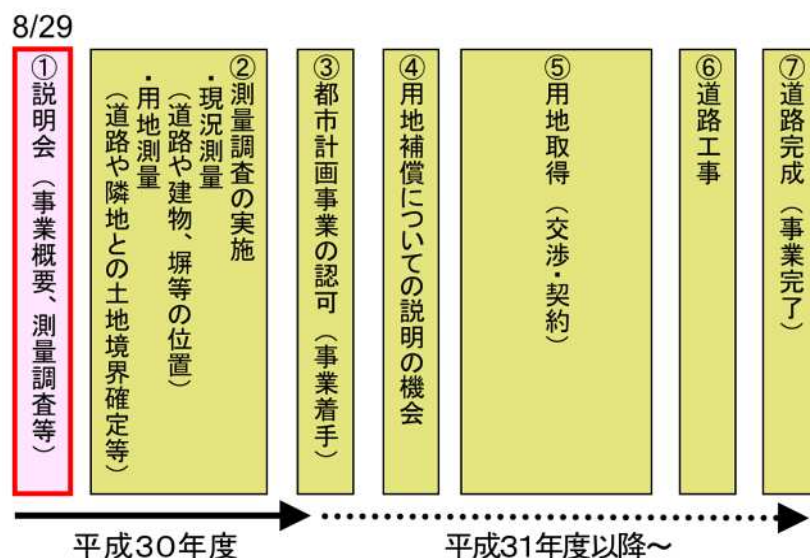 8/29
①説明会（事業概要、測量調査等）
②測量調査の実施
・現況測量
（道路や建物、塀等の位置）
・用地測量
（道路や隣地との土地境界確定等）
③都市計画事業の認可（事業着手）
④用地補償についての説明の機会
⑤用地取得（交渉・契約）
⑥道路工事
⑦道路完成（事業完了）
平成30年度
平成31年度以降～